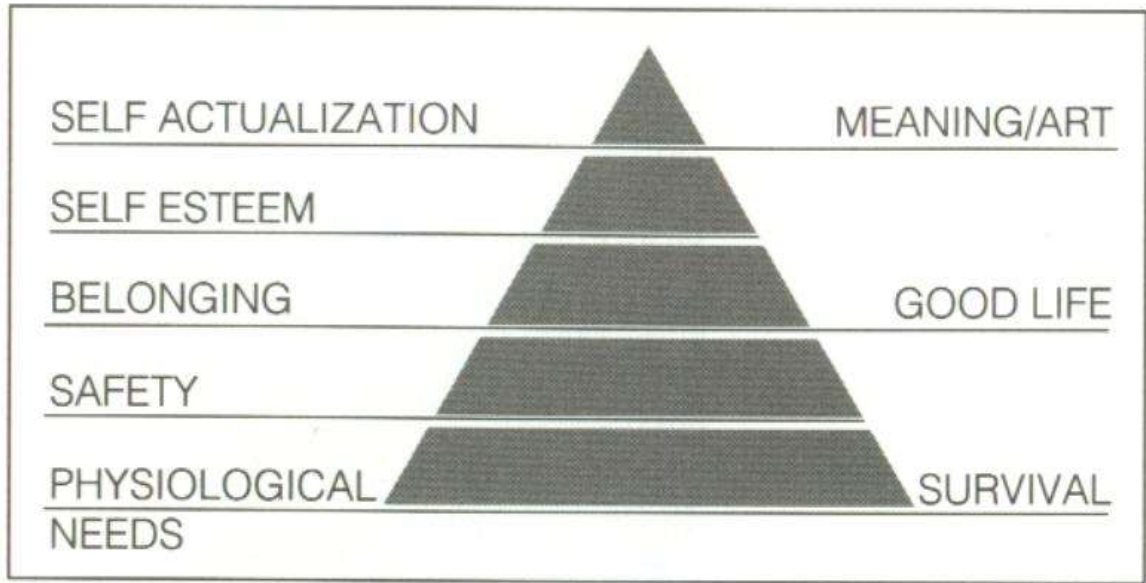 SELF ACTUALIZATION
MEANING/ART
SELF ESTEEM
BELONGING
GOOD LIFE
SAFETY
PHYSIOLOGICAL
NEEDS
SURVIVAL